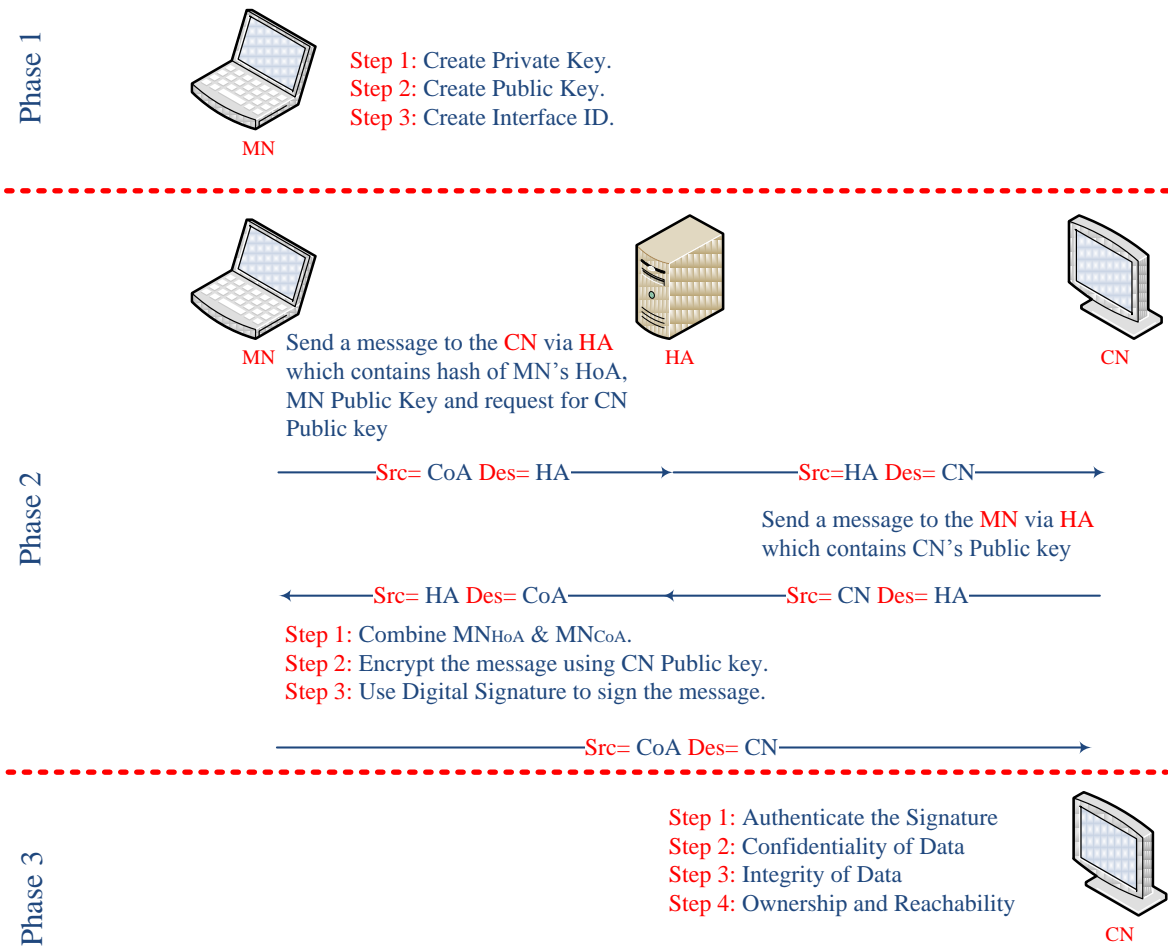 Phase 1
Step 1: Create Private Key.
Step 2: Create Public Key.
Step 3: Create Interface ID.
MN
Phase 2
MN
HA
CN
Send a message to the CN via HA
which contains hash of MN's HoA,
MN Public Key and request for CN
Public key
Src= CoA Des= HA
Src=HA Des= CN
Send a message to the MN via HA
which contains CN's Public key
Src= HA Des= CoA
Src= CN Des= HA
Step 1: Combine MNHoA & MNCoA.
Step 2: Encrypt the message using CN Public key.
Step 3: Use Digital Signature to sign the message.
Src= CoA Des= CN
Phase 3
Step 1: Authenticate the Signature
Step 2: Confidentiality of Data
Step 3: Integrity of Data
Step 4: Ownership and Reachability
CN